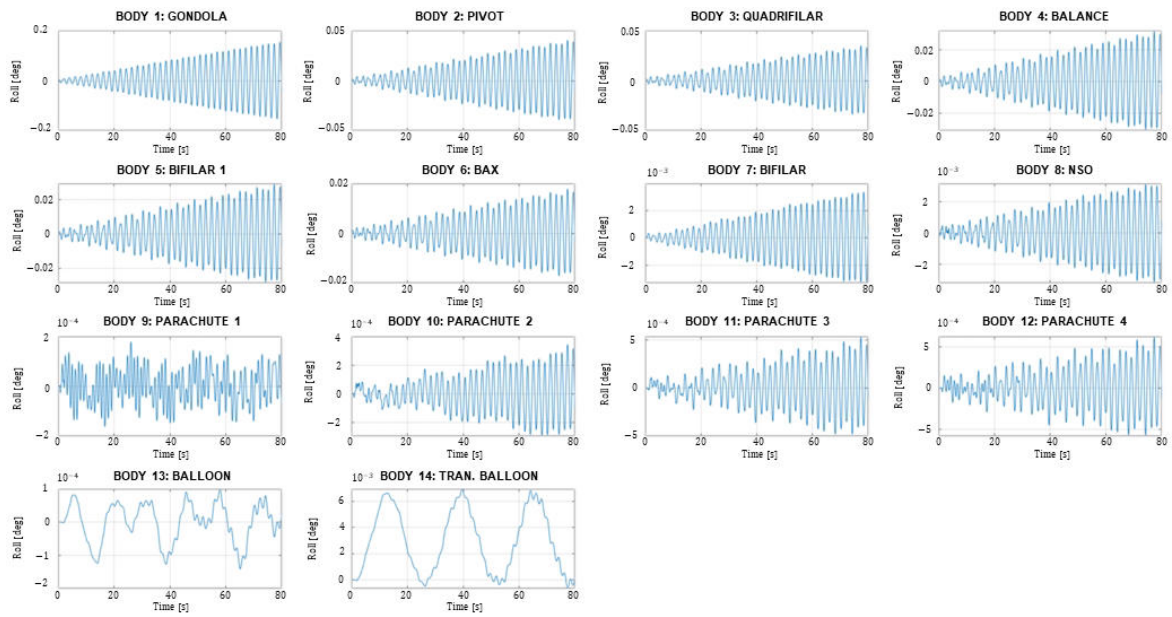 BODY 1: GONDOLA
0.2
0
−0.2
Roll [deg]
0 20 40 60 80
Time [s]
BODY 2: PIVOT
0.05
0
−0.05
Roll [deg]
0 20 40 60 80
Time [s]
BODY 3: QUADRIFILAR
0.05
0
−0.05
Roll [deg]
0 20 40 60 80
Time [s]
BODY 4: BALANCE
0.02
0
−0.02
Roll [deg]
0 20 40 60 80
Time [s]
BODY 5: BIFILAR 1
0.02
0
−0.02
Roll [deg]
0 20 40 60 80
Time [s]
BODY 6: BAX
0.02
0
−0.02
Roll [deg]
0 20 40 60 80
Time [s]
10⁻³ BODY 7: BIFILAR
2
0
−2
Roll [deg]
0 20 40 60 80
Time [s]
10⁻³ BODY 8: NSO
2
0
−2
Roll [deg]
0 20 40 60 80
Time [s]
10⁻⁴ BODY 9: PARACHUTE 1
2
0
−2
Roll [deg]
0 20 40 60 80
Time [s]
10⁻⁴ BODY 10: PARACHUTE 2
4
2
0
−2
Roll [deg]
0 20 40 60 80
Time [s]
10⁻⁴ BODY 11: PARACHUTE 3
5
0
−5
Roll [deg]
0 20 40 60 80
Time [s]
10⁻⁴ BODY 12: PARACHUTE 4
5
0
−5
Roll [deg]
0 20 40 60 80
Time [s]
10⁻⁴ BODY 13: BALLOON
1
0
−1
−2
Roll [deg]
0 20 40 60 80
Time [s]
10⁻³ BODY 14: TRAN. BALLOON
6
4
2
0
Roll [deg]
0 20 40 60 80
Time [s]